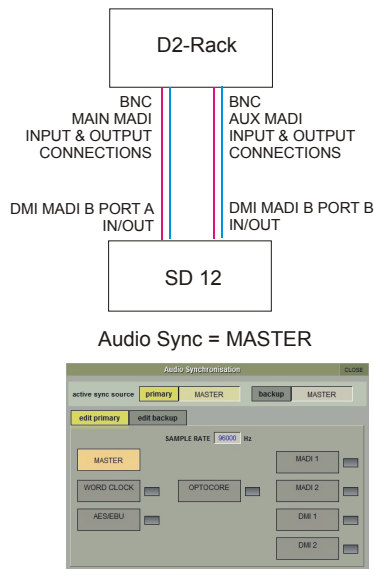 D2-Rack
BNC
MAIN MADI
INPUT & OUTPUT
CONNECTIONS
BNC
AUX MADI
INPUT & OUTPUT
CONNECTIONS
DMI MADI B PORT A
IN/OUT
DMI MADI B PORT B
IN/OUT
SD 12
Audio Sync = MASTER
Audio Synchronisation CLOSE
active sync source primary MASTER backup MASTER
edit primary edit backup
SAMPLE RATE 96000 Hz
MASTER MADI 1
WORD CLOCK OPTOCORE MADI 2
AES/EBU DMI 1
DMI 2